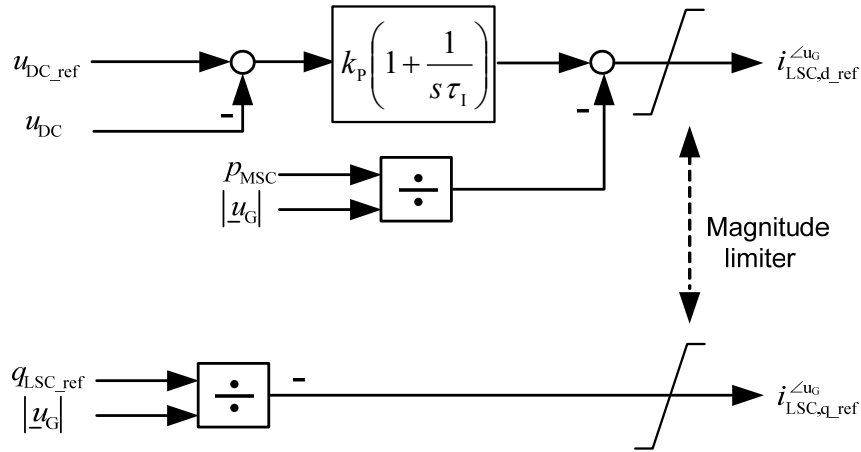 u_DC_ref
k_P(1 + 1/(sτ_I))
i_LSC,d_ref^∠u_G
−
u_DC
−
p_MSC
|u_G|
÷
Magnitude
limiter
q_LSC_ref
|u_G|
÷
−
i_LSC,q_ref^∠u_G